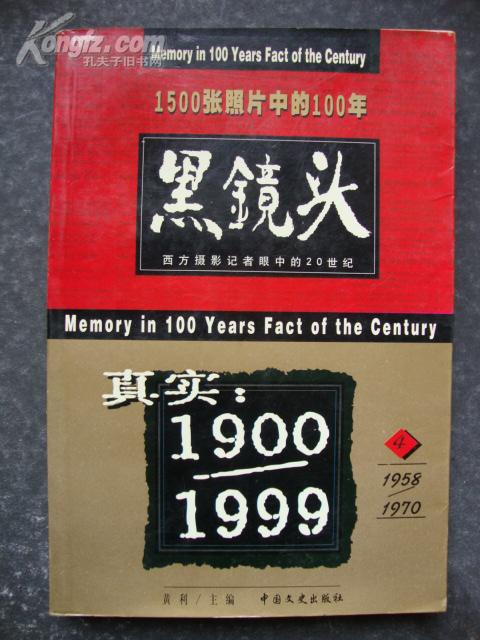 Kongfz.com
孔夫子旧书网
Memory in 100 Years Fact of the Century
1500张照片中的100年
黑鏡头
西方摄影记者眼中的20世纪
Memory in 100 Years Fact of the Century
真实：
1900
1999
4
1958
1970
黄利/主编 中国文史出版社